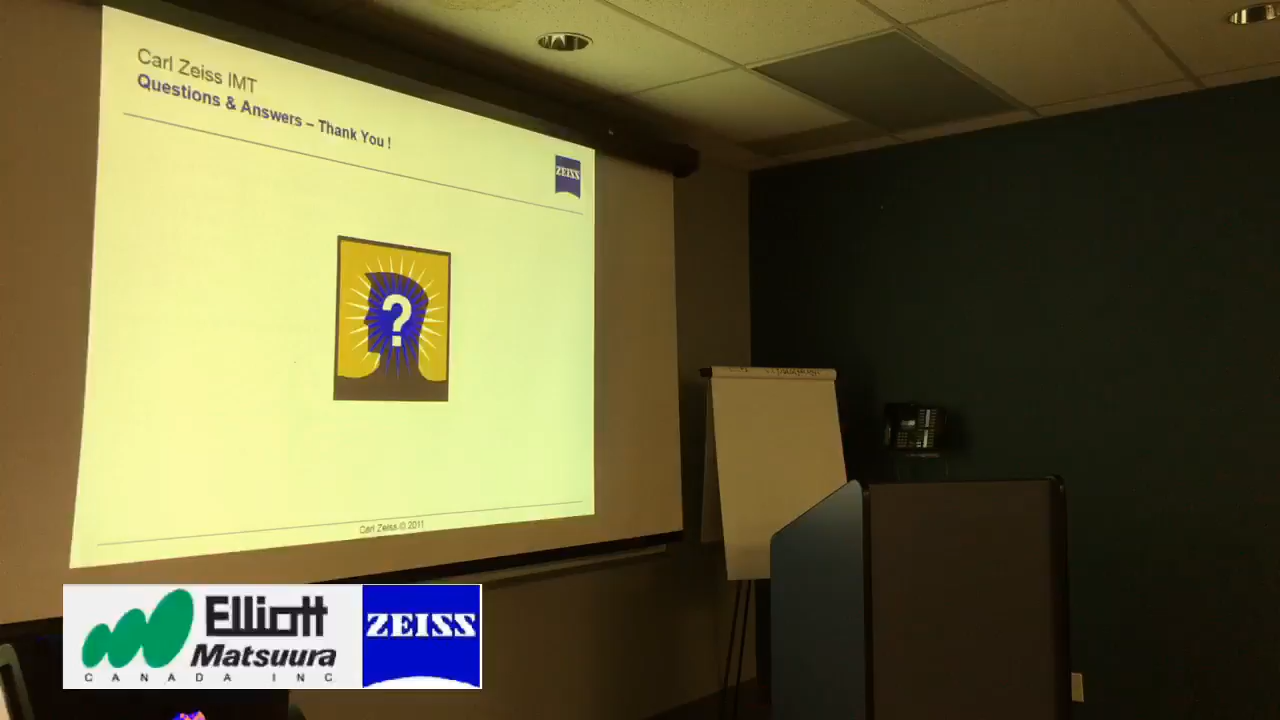 Carl Zeiss IMT
Questions & Answers – Thank You !
ZEISS
?
Carl Zeiss © 2011
Elliott
Matsuura
CANADA INC
ZEISS